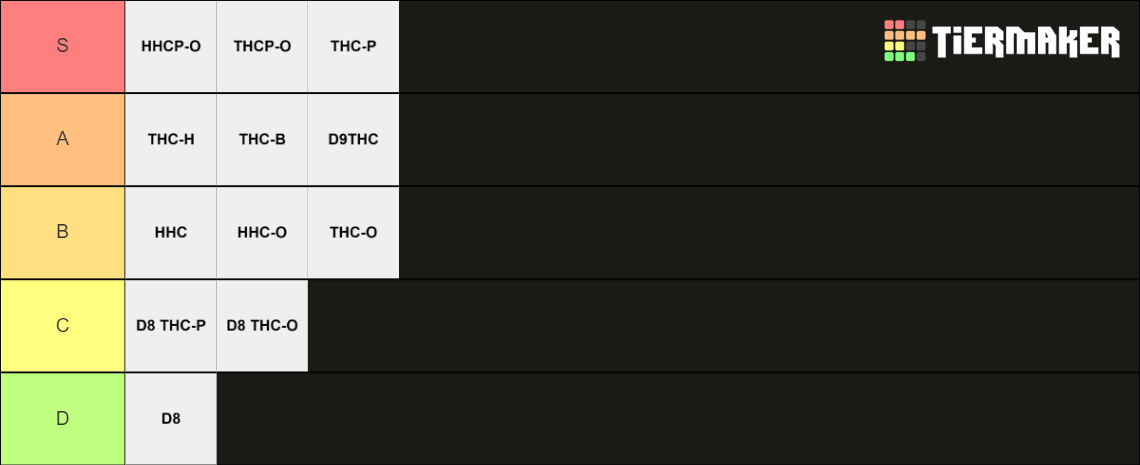 S HHCP-O THCP-O THC-P TIERMAKER
A THC-H THC-B D9THC
B HHC HHC-O THC-O
C D8 THC-P D8 THC-O
D D8